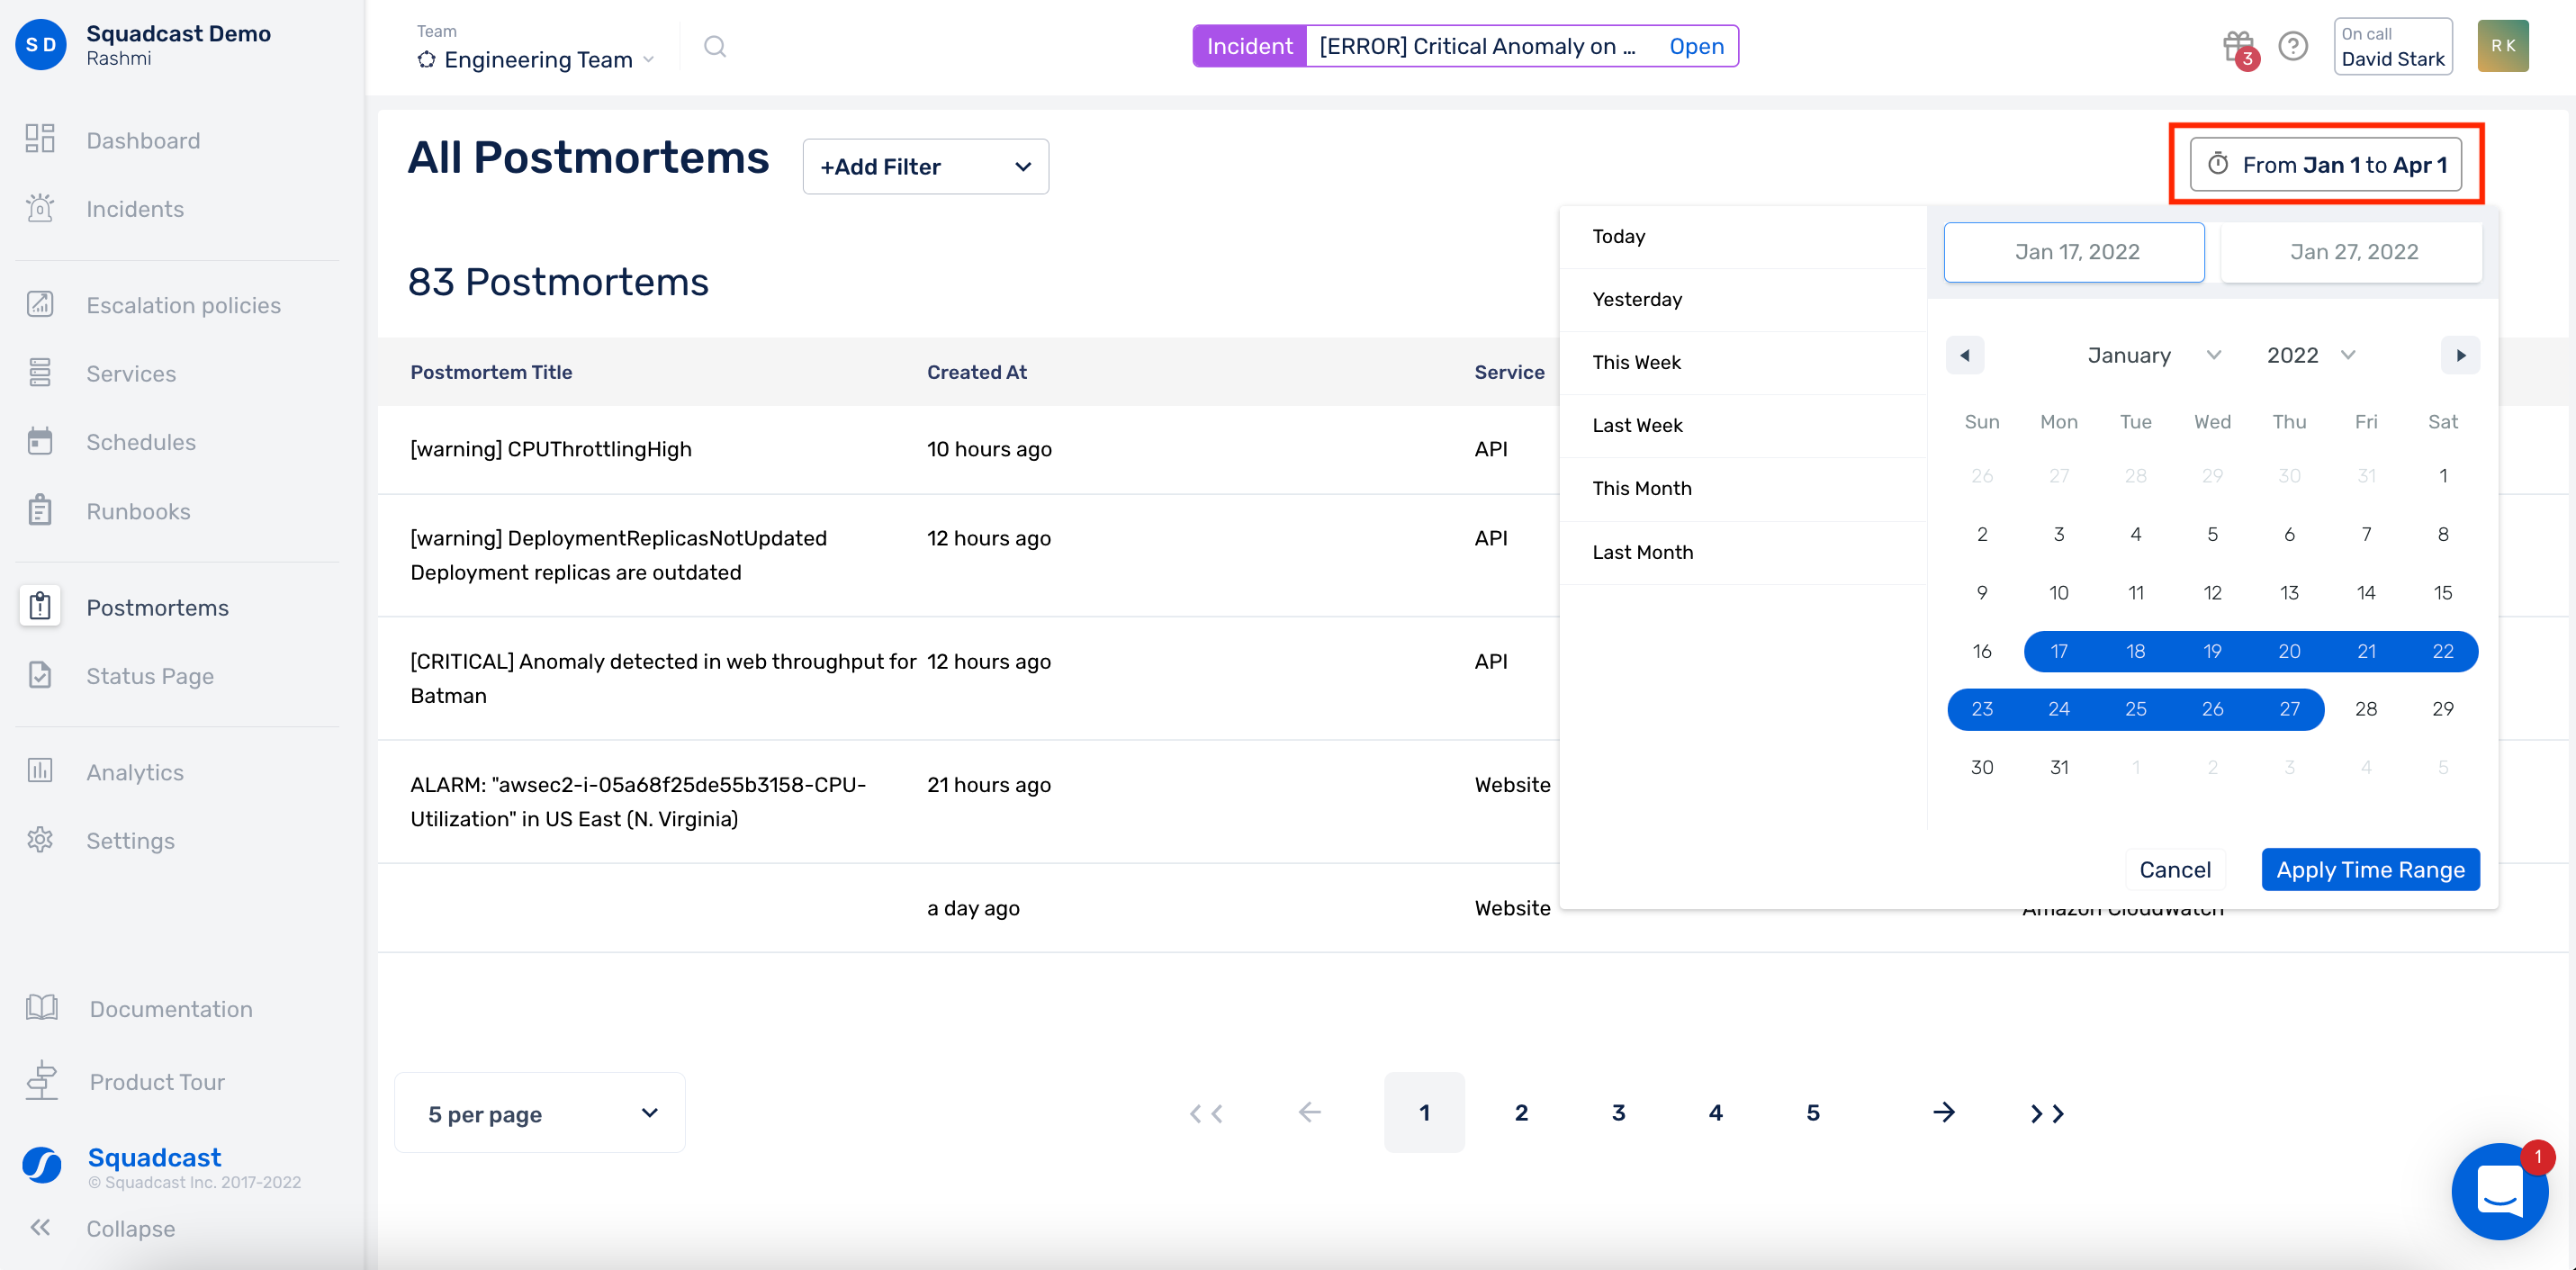 S D
Squadcast Demo
Rashmi
Dashboard
Incidents
Escalation policies
Services
Schedules
Runbooks
Postmortems
Status Page
Analytics
Settings
Documentation
Product Tour
Squadcast
© Squadcast Inc. 2017-2022
Collapse
Team
Engineering Team
Incident [ERROR] Critical Anomaly on ... Open
3
?
On call
David Stark
R K
All Postmortems
+Add Filter
From Jan 1 to Apr 1
83 Postmortems
Postmortem Title Created At Service
[warning] CPUThrottlingHigh 10 hours ago API
[warning] DeploymentReplicasNotUpdated 12 hours ago API
Deployment replicas are outdated
[CRITICAL] Anomaly detected in web throughput for 12 hours ago API
Batman
ALARM: "awsec2-i-05a68f25de55b3158-CPU- 21 hours ago Website
Utilization" in US East (N. Virginia)
a day ago Website Amazon CloudWatch
Today
Yesterday
This Week
Last Week
This Month
Last Month
Jan 17, 2022 Jan 27, 2022
January 2022
Sun Mon Tue Wed Thu Fri Sat
26 27 28 29 30 31 1
2 3 4 5 6 7 8
9 10 11 12 13 14 15
16 17 18 19 20 21 22
23 24 25 26 27 28 29
30 31 1 2 3 4 5
Cancel Apply Time Range
5 per page
1 2 3 4 5
1